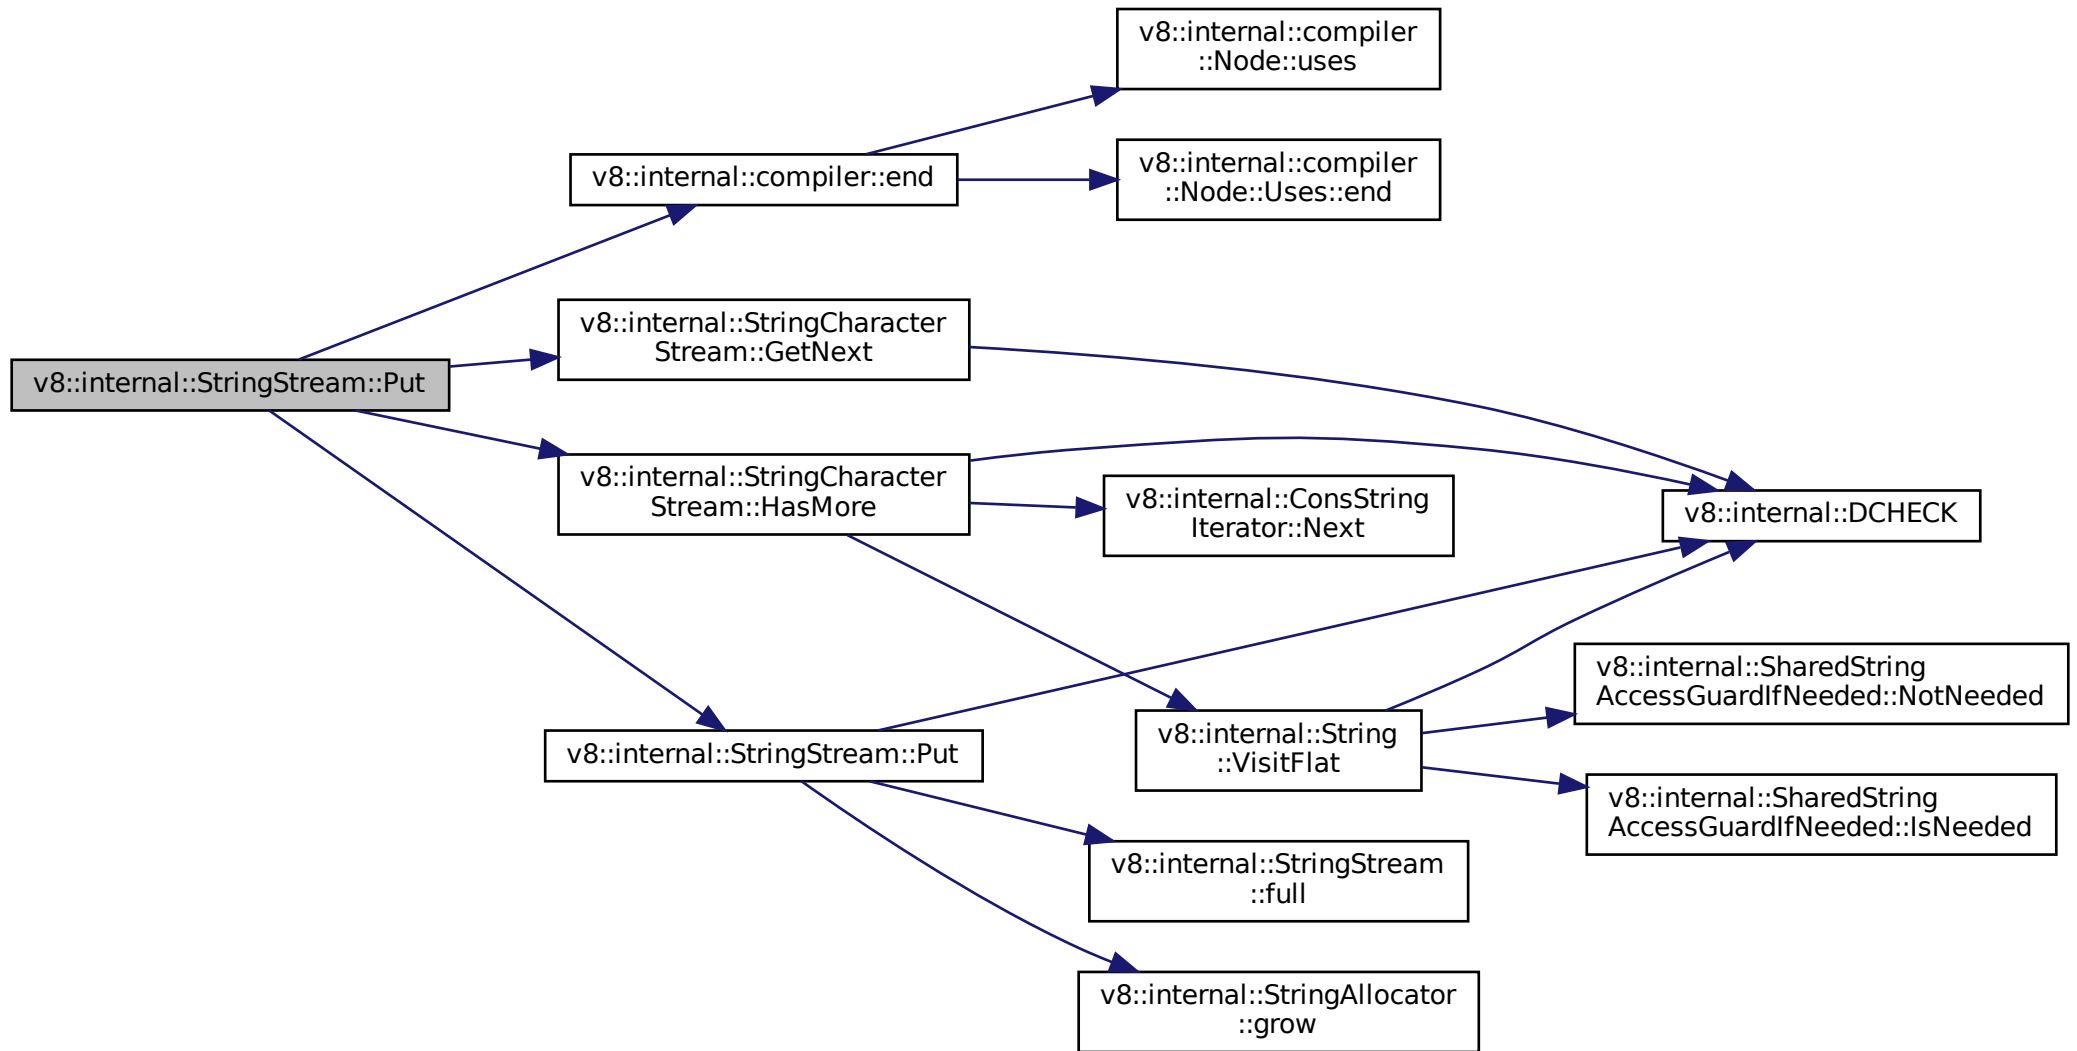 v8::internal::StringStream::Put
v8::internal::compiler::end
v8::internal::compiler
::Node::uses
v8::internal::compiler
::Node::Uses::end
v8::internal::StringCharacter
Stream::GetNext
v8::internal::StringCharacter
Stream::HasMore
v8::internal::ConsString
Iterator::Next
v8::internal::DCHECK
v8::internal::StringStream::Put
v8::internal::String
::VisitFlat
v8::internal::SharedString
AccessGuardIfNeeded::NotNeeded
v8::internal::SharedString
AccessGuardIfNeeded::IsNeeded
v8::internal::StringStream
::full
v8::internal::StringAllocator
::grow